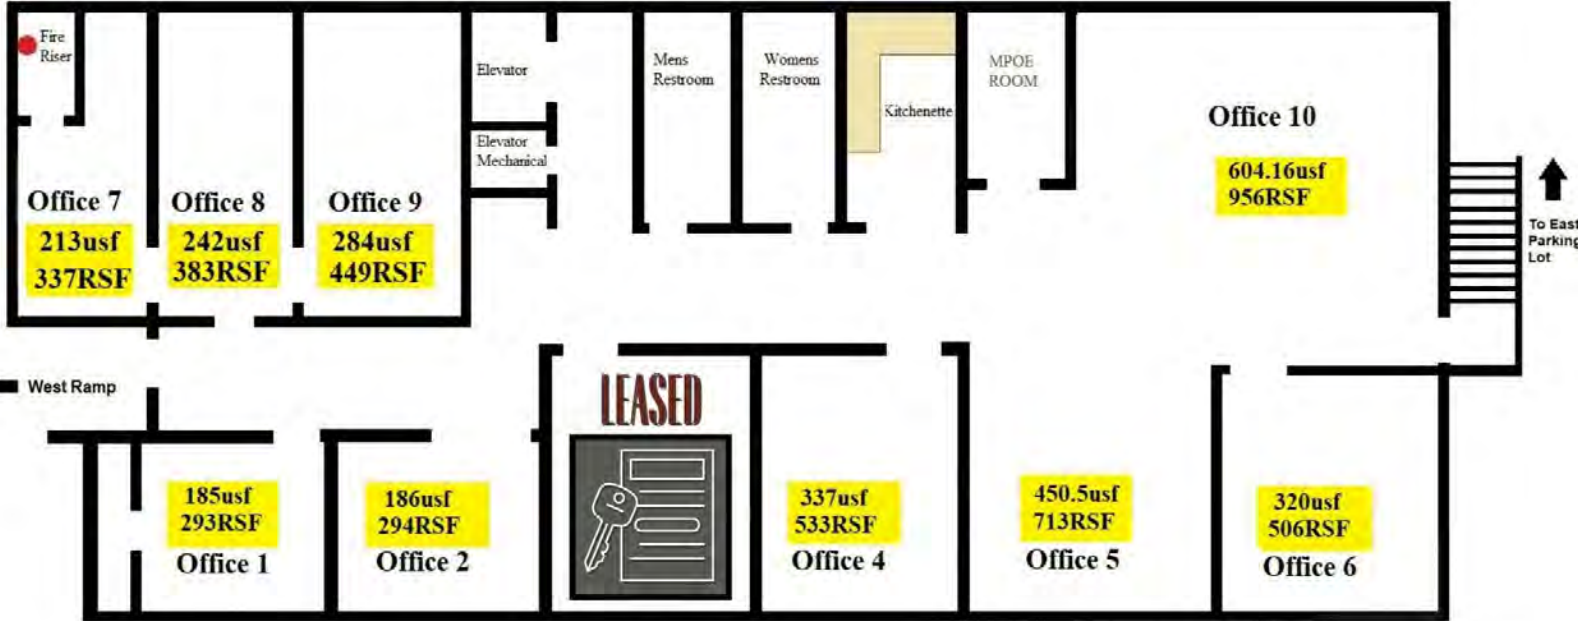 Fire
Riser
Elevator
Elevator
Mechanical
Mens
Restroom
Womens
Restroom
Kitchenette
MPOE
ROOM
Office 10
604.16usf
956RSF
To East
Parking
Lot
Office 7
213usf
337RSF
Office 8
242usf
383RSF
Office 9
284usf
449RSF
West Ramp
LEASED
185usf
293RSF
Office 1
186usf
294RSF
Office 2
337usf
533RSF
Office 4
450.5usf
713RSF
Office 5
320usf
506RSF
Office 6